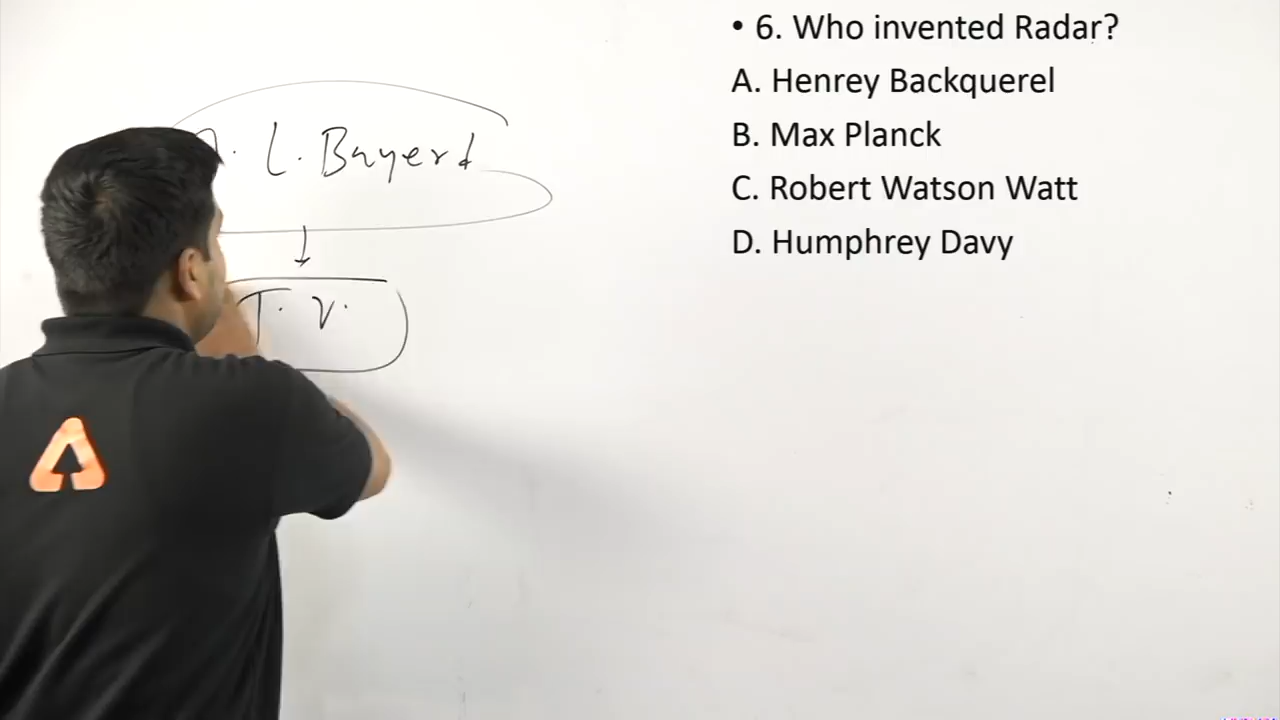 • 6. Who invented Radar?
A. Henrey Backquerel
B. Max Planck
C. Robert Watson Watt
D. Humphrey Davy
L. Bayerd
T. V.